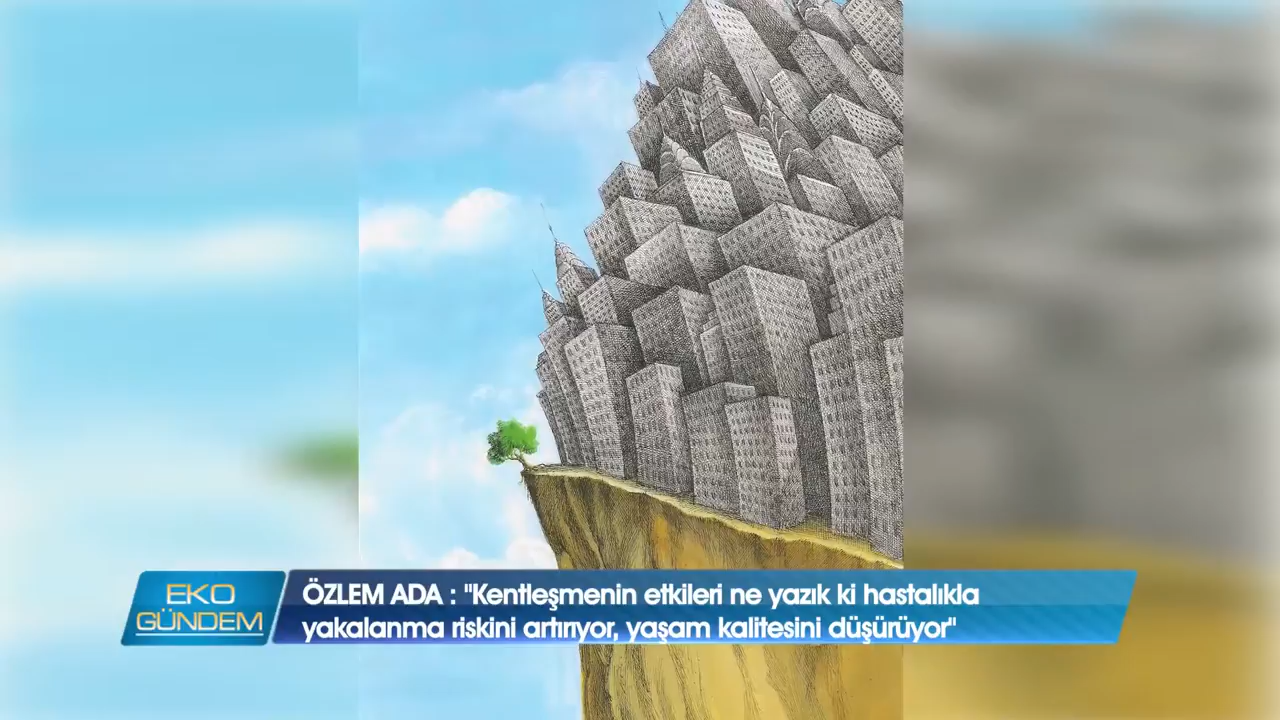 EKO
GÜNDEM
ÖZLEM ADA : "Kentleşmenin etkileri ne yazık ki hastalıkla
yakalanma riskini artırıyor, yaşam kalitesini düşürüyor"